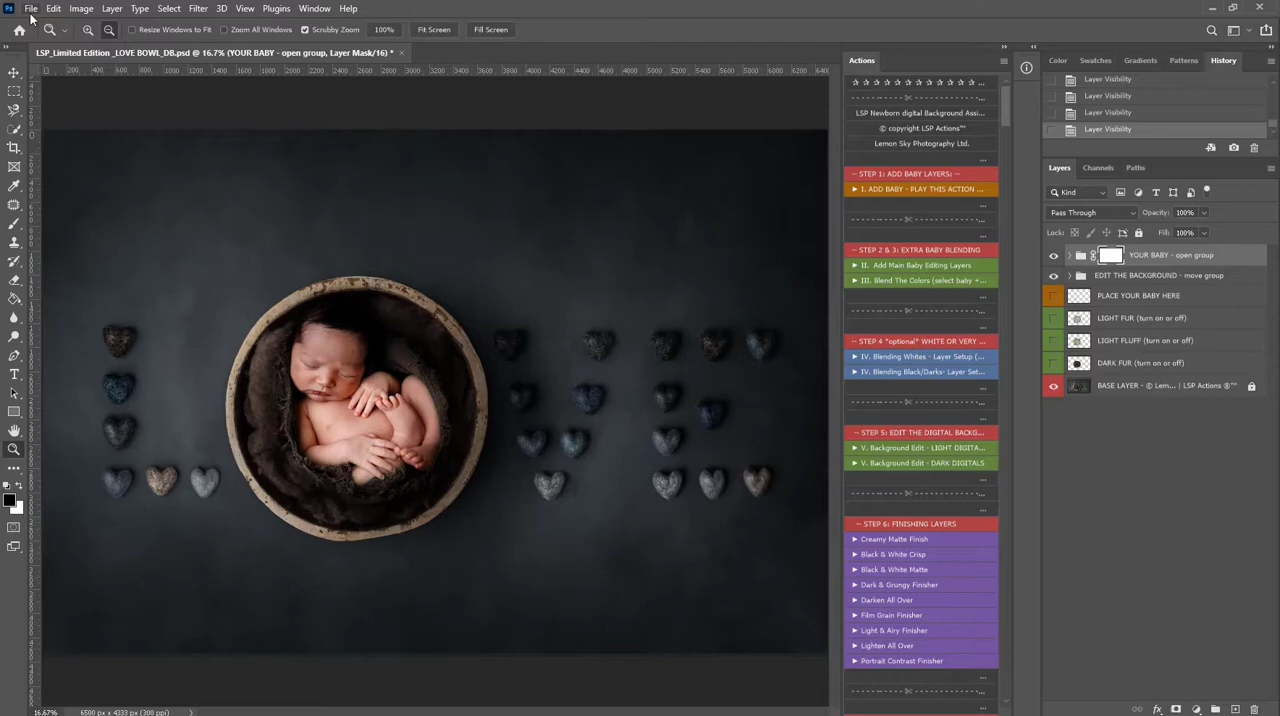 Ps File Edit Image Layer Type Select Filter 3D View Plugins Window Help
Resize Windows to Fit Zoom All Windows Scrubby Zoom 100% Fit Screen Fill Screen
LSP_Limited Edition _LOVE BOWL_DB.psd @ 16.7% (YOUR BABY - open group, Layer Mask/16) *
Actions
LSP Newborn digital Background Assi...
© copyright LSP Actions™
Lemon Sky Photography Ltd.
...
-- STEP 1: ADD BABY LAYERS: --
I. ADD BABY - PLAY THIS ACTION ...
...
...
-- STEP 2 & 3: EXTRA BABY BLENDING
II. Add Main Baby Editing Layers
III. Blend The Colors (select baby +...
...
...
-- STEP 4 *optional* WHITE OR VERY ...
IV. Blending Whites - Layer Setup (...
IV. Blending Black/Darks- Layer Set...
...
...
-- STEP 5: EDIT THE DIGITAL BACKG...
V. Background Edit - LIGHT DIGITA...
V. Background Edit - DARK DIGITALS
...
...
-- STEP 6: FINISHING LAYERS
Creamy Matte Finish
Black & White Crisp
Black & White Matte
Dark & Grungy Finisher
Darken All Over
Film Grain Finisher
Light & Airy Finisher
Lighten All Over
Portrait Contrast Finisher
...
Color Swatches Gradients Patterns History
Layer Visibility
Layer Visibility
Layer Visibility
Layer Visibility
Layers Channels Paths
Kind
Pass Through Opacity: 100%
Lock: Fill: 100%
YOUR BABY - open group
EDIT THE BACKGROUND - move group
PLACE YOUR BABY HERE
LIGHT FUR (turn on or off)
LIGHT FLUFF (turn on or off)
DARK FUR (turn on or off)
BASE LAYER - © Lem... | LSP Actions ®™
16.67% 6500 px x 4333 px (300 ppi)